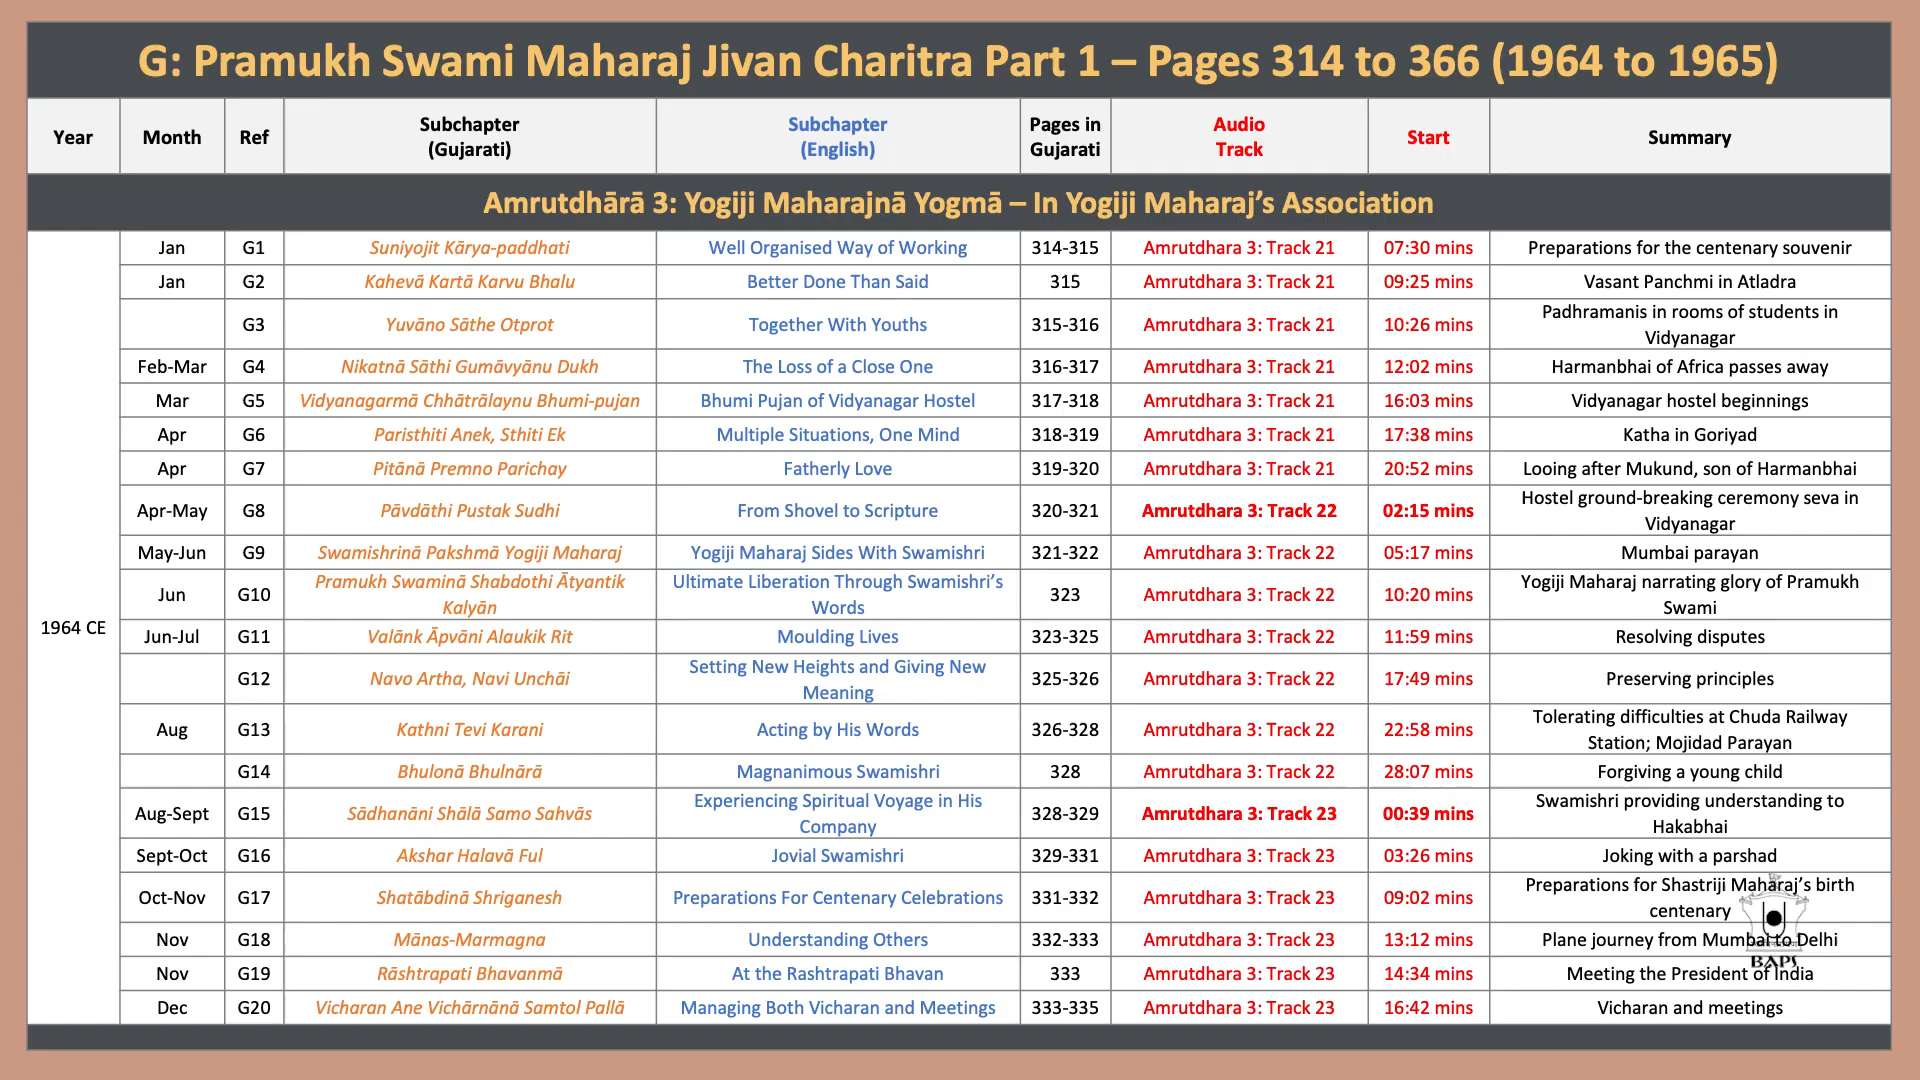 G: Pramukh Swami Maharaj Jivan Charitra Part 1 – Pages 314 to 366 (1964 to 1965)
Year Month Ref Subchapter (Gujarati) Subchapter (English) Pages in Gujarati Audio Track Start Summary
Amrutdhārā 3: Yogiji Maharajnā Yogmā – In Yogiji Maharaj’s Association
1964 CE
Jan G1 Suniyojit Kārya-paddhati Well Organised Way of Working 314-315 Amrutdhara 3: Track 21 07:30 mins Preparations for the centenary souvenir
Jan G2 Kahevā Kartā Karvu Bhalu Better Done Than Said 315 Amrutdhara 3: Track 21 09:25 mins Vasant Panchmi in Atladra
G3 Yuvāno Sāthe Otprot Together With Youths 315-316 Amrutdhara 3: Track 21 10:26 mins Padhramanis in rooms of students in Vidyanagar
Feb-Mar G4 Nikatnā Sāthi Gumāvyānu Dukh The Loss of a Close One 316-317 Amrutdhara 3: Track 21 12:02 mins Harmanbhai of Africa passes away
Mar G5 Vidyanagarmā Chhātrālaynu Bhumi-pujan Bhumi Pujan of Vidyanagar Hostel 317-318 Amrutdhara 3: Track 21 16:03 mins Vidyanagar hostel beginnings
Apr G6 Paristhiti Anek, Sthiti Ek Multiple Situations, One Mind 318-319 Amrutdhara 3: Track 21 17:38 mins Katha in Goriyad
Apr G7 Pitānā Premno Parichay Fatherly Love 319-320 Amrutdhara 3: Track 21 20:52 mins Looing after Mukund, son of Harmanbhai
Apr-May G8 Pāvdāthi Pustak Sudhi From Shovel to Scripture 320-321 Amrutdhara 3: Track 22 02:15 mins Hostel ground-breaking ceremony seva in Vidyanagar
May-Jun G9 Swamishrinā Pakshmā Yogiji Maharaj Yogiji Maharaj Sides With Swamishri 321-322 Amrutdhara 3: Track 22 05:17 mins Mumbai parayan
Jun G10 Pramukh Swaminā Shabdothi Ātyantik Kalyān Ultimate Liberation Through Swamishri’s Words 323 Amrutdhara 3: Track 22 10:20 mins Yogiji Maharaj narrating glory of Pramukh Swami
Jun-Jul G11 Valānk Āpvāni Alaukik Rit Moulding Lives 323-325 Amrutdhara 3: Track 22 11:59 mins Resolving disputes
G12 Navo Artha, Navi Unchāi Setting New Heights and Giving New Meaning 325-326 Amrutdhara 3: Track 22 17:49 mins Preserving principles
Aug G13 Kathni Tevi Karani Acting by His Words 326-328 Amrutdhara 3: Track 22 22:58 mins Tolerating difficulties at Chuda Railway Station; Mojidad Parayan
G14 Bhulonā Bhulnārā Magnanimous Swamishri 328 Amrutdhara 3: Track 22 28:07 mins Forgiving a young child
Aug-Sept G15 Sādhanāni Shālā Samo Sahvās Experiencing Spiritual Voyage in His Company 328-329 Amrutdhara 3: Track 23 00:39 mins Swamishri providing understanding to Hakabhai
Sept-Oct G16 Akshar Halavā Ful Jovial Swamishri 329-331 Amrutdhara 3: Track 23 03:26 mins Joking with a parshad
Oct-Nov G17 Shatābdinā Shriganesh Preparations For Centenary Celebrations 331-332 Amrutdhara 3: Track 23 09:02 mins Preparations for Shastriji Maharaj’s birth centenary
Nov G18 Mānas-Marmagna Understanding Others 332-333 Amrutdhara 3: Track 23 13:12 mins Plane journey from Mumbai to Delhi
Nov G19 Rāshtrapati Bhavanmā At the Rashtrapati Bhavan 333 Amrutdhara 3: Track 23 14:34 mins Meeting the President of India
Dec G20 Vicharan Ane Vichārnānā Samtol Pallā Managing Both Vicharan and Meetings 333-335 Amrutdhara 3: Track 23 16:42 mins Vicharan and meetings
BAPS